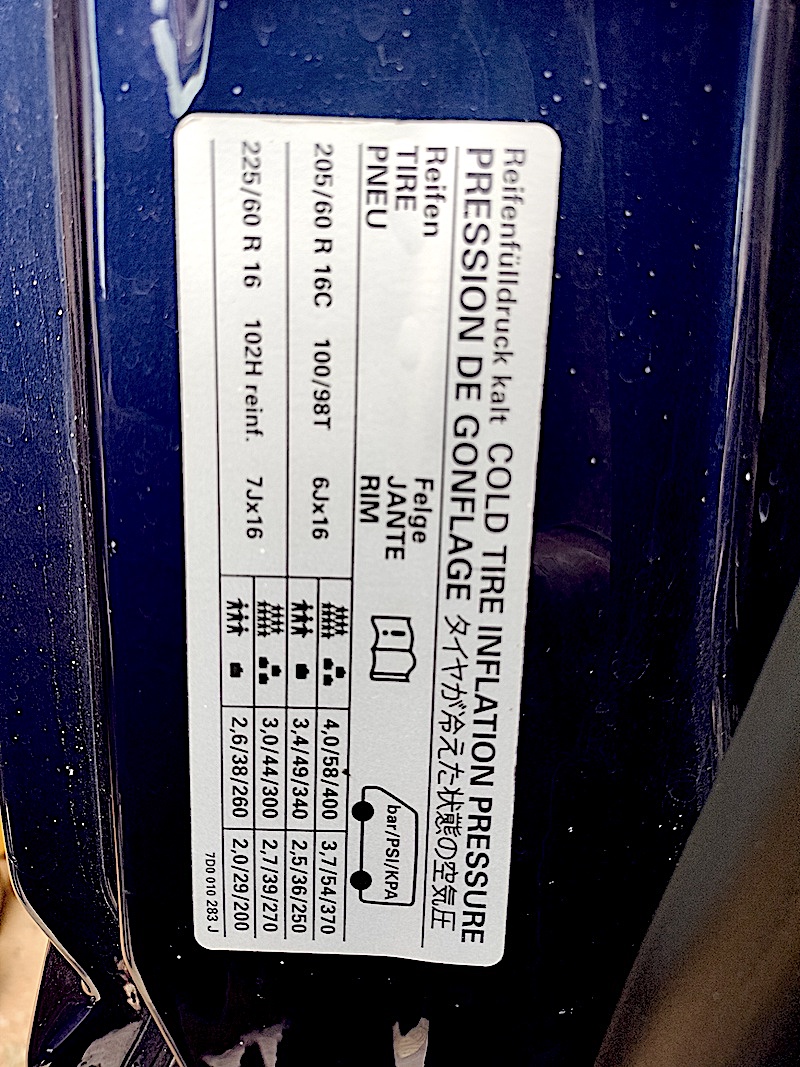 Reifenfülldruck kalt COLD TIRE INFLATION PRESSURE
PRESSION DE GONFLAGE タイヤが冷えた状態の空気圧
Reifen
TIRE
PNEU
Felge
JANTE
RIM
bar/PSI/KPA
205/60 R 16C 100/98T 6Jx16
4,0/58/400 3,7/54/370
3,4/49/340 2,5/36/250
225/60 R 16 102H reinf. 7Jx16
3,0/44/300 2,7/39/270
2,6/38/260 2,0/29/200
7D0 010 283 J